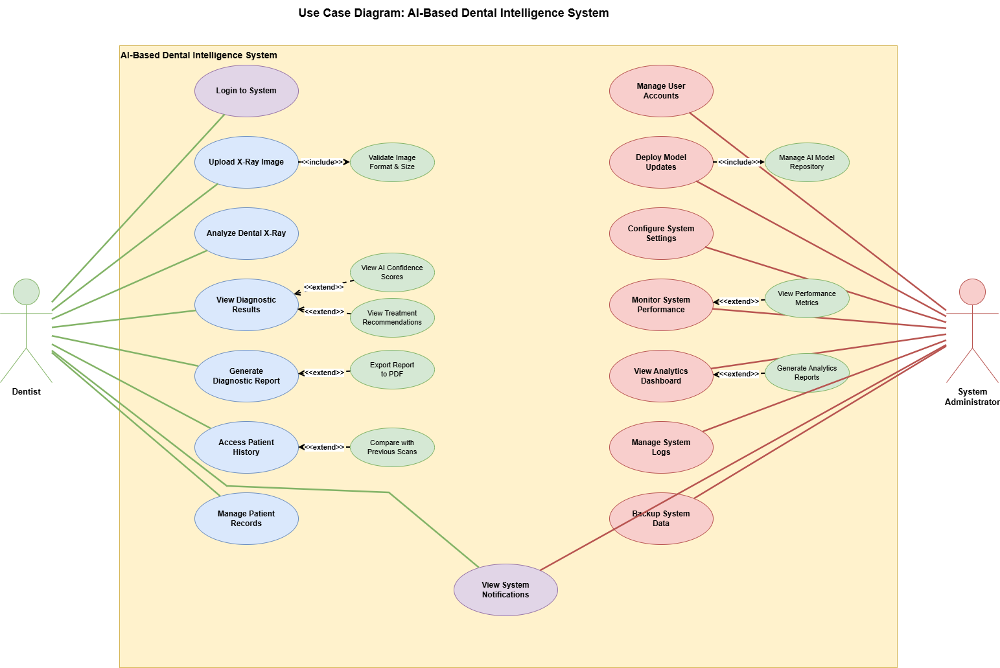 Use Case Diagram: AI-Based Dental Intelligence System
AI-Based Dental Intelligence System
Login to System
Manage User
Accounts
Upload X-Ray Image
<<include>>
Validate Image
Format & Size
Deploy Model
Updates
<<include>>
Manage AI Model
Repository
Analyze Dental X-Ray
Configure System
Settings
View Diagnostic
Results
<<extend>>
View AI Confidence
Scores
<<extend>>
View Treatment
Recommendations
Monitor System
Performance
<<extend>>
View Performance
Metrics
Generate
Diagnostic Report
<<extend>>
Export Report
to PDF
View Analytics
Dashboard
<<extend>>
Generate Analytics
Reports
Dentist
System
Administrator
Access Patient
History
<<extend>>
Compare with
Previous Scans
Manage System
Logs
Manage Patient
Records
Backup System
Data
View System
Notifications